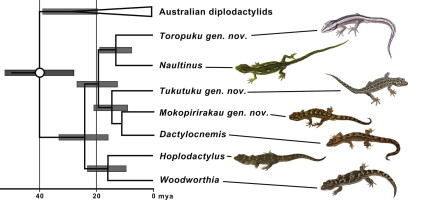 Australian diplodactylids
Toropuku gen. nov.
Naultinus
Tukutuku gen. nov.
Mokopirirakau gen. nov.
Dactylocnemis
Hoplodactylus
Woodworthia
40 20 0 mya